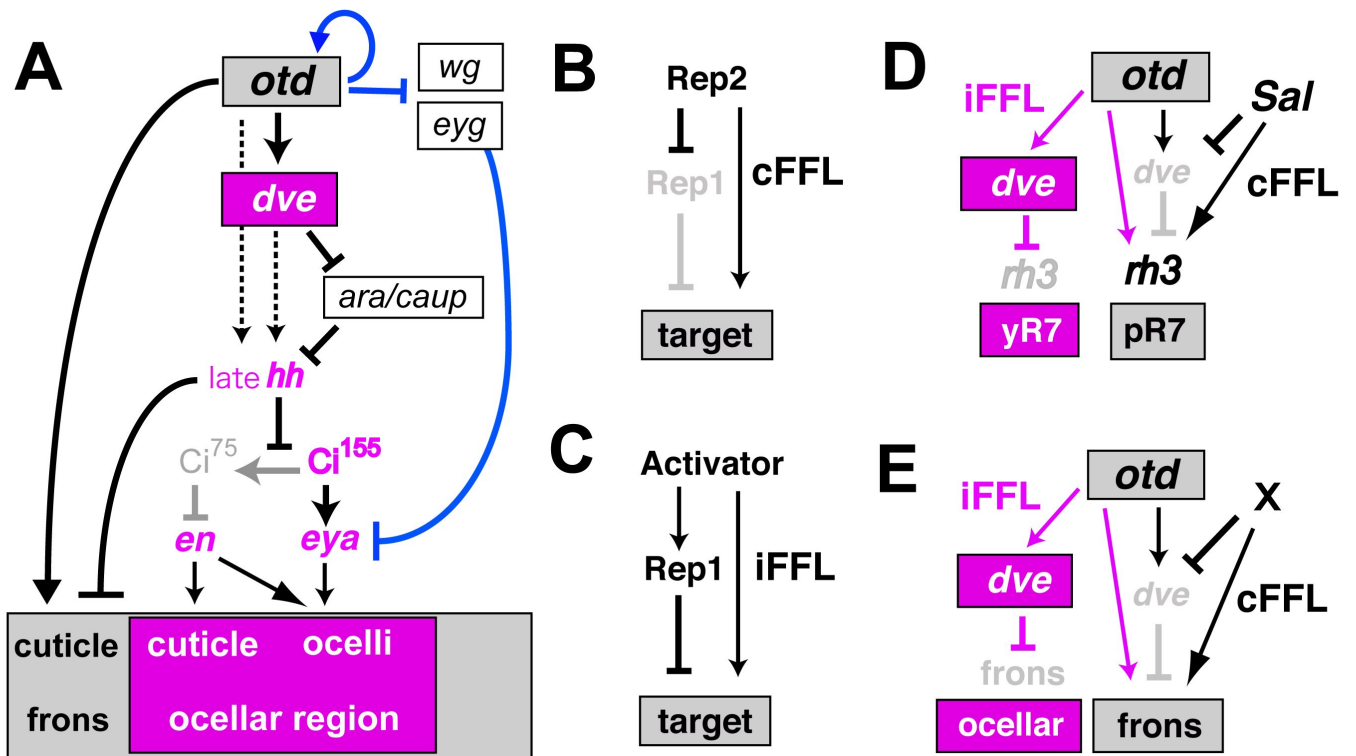 A
otd
wg
eyg
dve
ara/caup
late hh
Ci75
Ci155
en
eya
cuticle
cuticle ocelli
frons
ocellar region
B
Rep2
Rep1
cFFL
target
C
Activator
Rep1
iFFL
target
D
otd
iFFL
Sal
dve
dve
cFFL
rh3
rh3
yR7
pR7
E
otd
iFFL
X
dve
dve
cFFL
frons
ocellar
frons